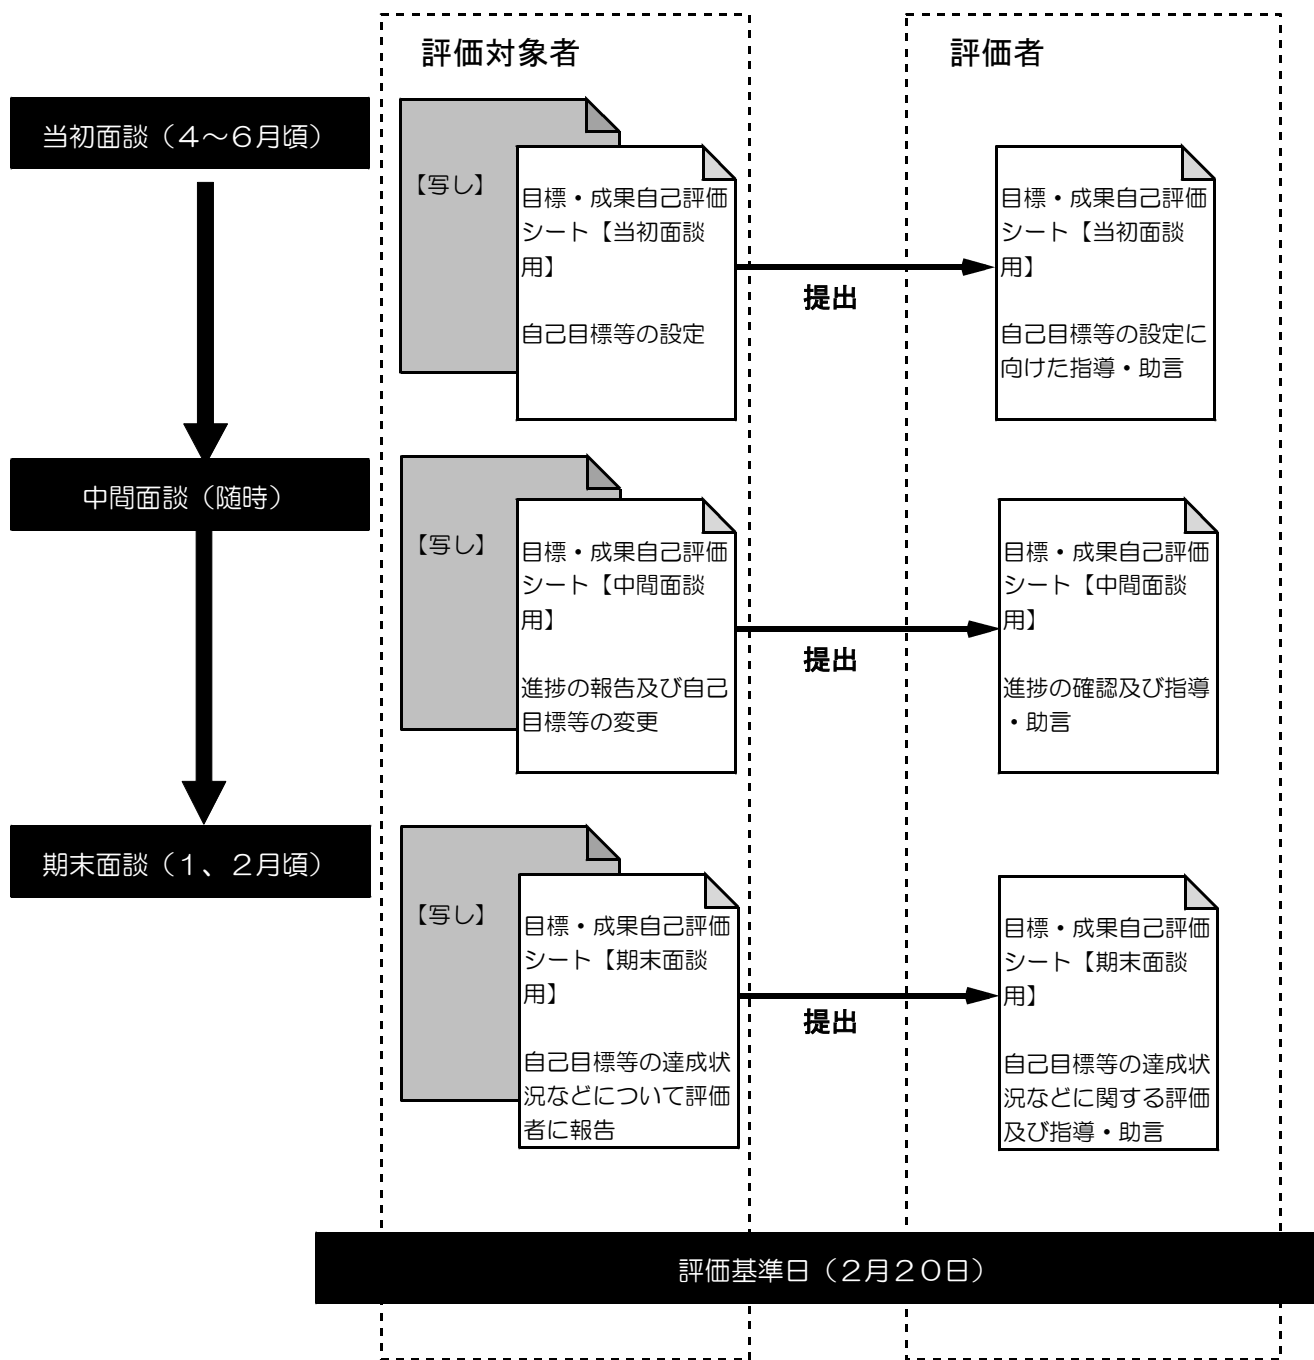 評価対象者
評価者
当初面談（４～６月頃）
【写し】
目標・成果自己評価
シート【当初面談
用】
自己目標等の設定
提出
目標・成果自己評価
シート【当初面談
用】
自己目標等の設定に
向けた指導・助言
中間面談（随時）
【写し】
目標・成果自己評価
シート【中間面談
用】
進捗の報告及び自己
目標等の変更
提出
目標・成果自己評価
シート【中間面談
用】
進捗の確認及び指導
・助言
期末面談（１、２月頃）
【写し】
目標・成果自己評価
シート【期末面談
用】
自己目標等の達成状
況などについて評価
者に報告
提出
目標・成果自己評価
シート【期末面談
用】
自己目標等の達成状
況などに関する評価
及び指導・助言
評価基準日（２月２０日）